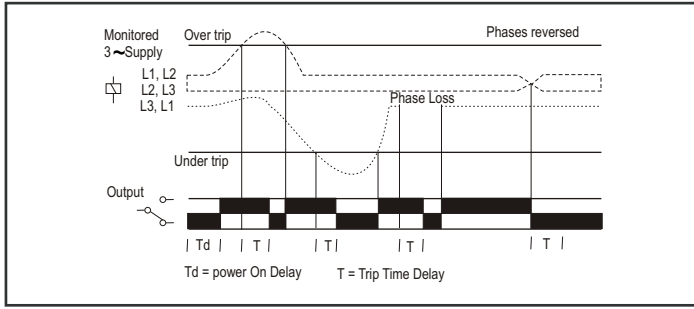 Monitored Over trip Phases reversed
3~Supply
L1, L2
L2, L3
Phase Loss
L3, L1
Under trip
Output
Td T T T T
Td = power On Delay T = Trip Time Delay